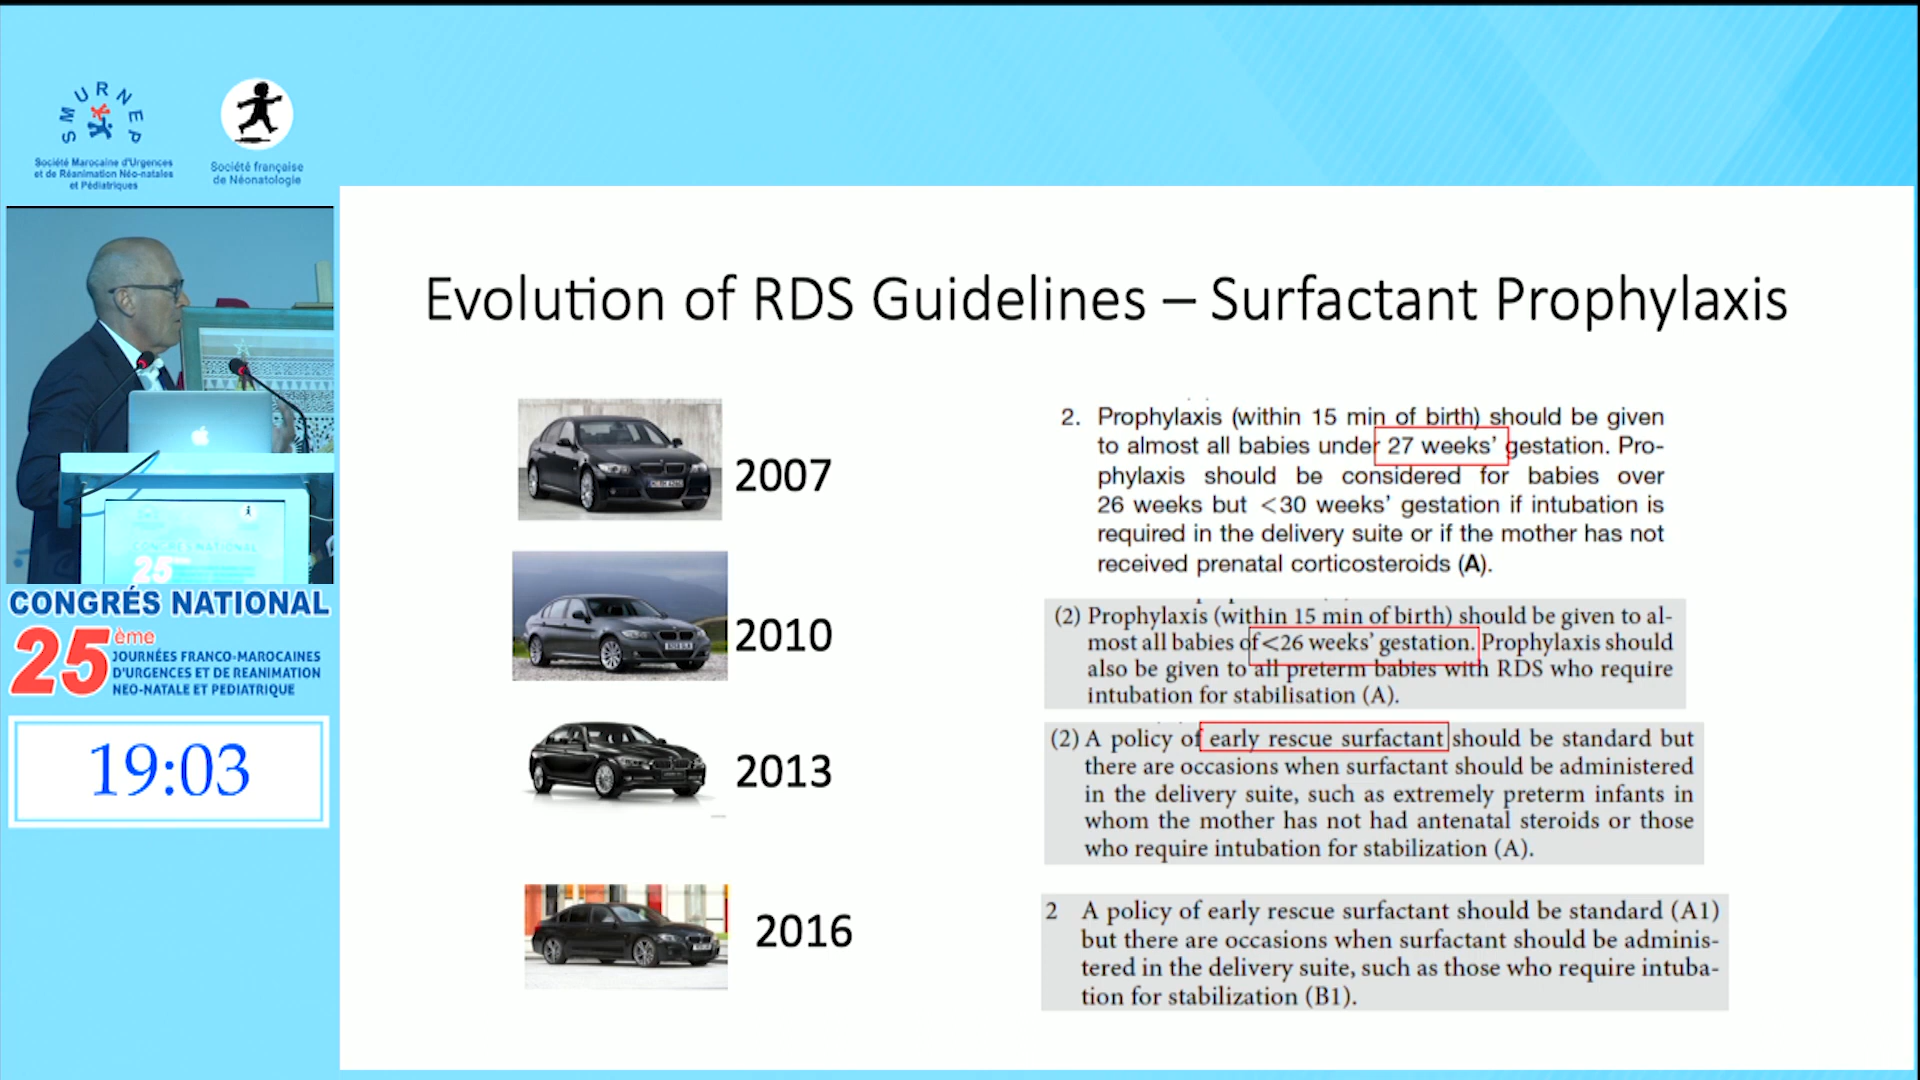 SMURNEP
Société Marocaine d'Urgences
et de Réanimation Néo-natales
et Pédiatriques
Société française
de Néonatologie
CONGRÉS NATIONAL
25ème
JOURNÉES FRANCO-MAROCAINES
D'URGENCES ET DE REANIMATION
NEO-NATALE ET PEDIATRIQUE
19:03
CONGRÉS NATIONAL
25
Evolution of RDS Guidelines – Surfactant Prophylaxis
2007
2. Prophylaxis (within 15 min of birth) should be given
to almost all babies under 27 weeks’ gestation. Pro-
phylaxis should be considered for babies over
26 weeks but <30 weeks’ gestation if intubation is
required in the delivery suite or if the mother has not
received prenatal corticosteroids (A).
2010
(2) Prophylaxis (within 15 min of birth) should be given to al-
most all babies of <26 weeks’ gestation. Prophylaxis should
also be given to all preterm babies with RDS who require
intubation for stabilisation (A).
2013
(2) A policy of early rescue surfactant should be standard but
there are occasions when surfactant should be administered
in the delivery suite, such as extremely preterm infants in
whom the mother has not had antenatal steroids or those
who require intubation for stabilization (A).
2016
2 A policy of early rescue surfactant should be standard (A1)
but there are occasions when surfactant should be adminis-
tered in the delivery suite, such as those who require intuba-
tion for stabilization (B1).